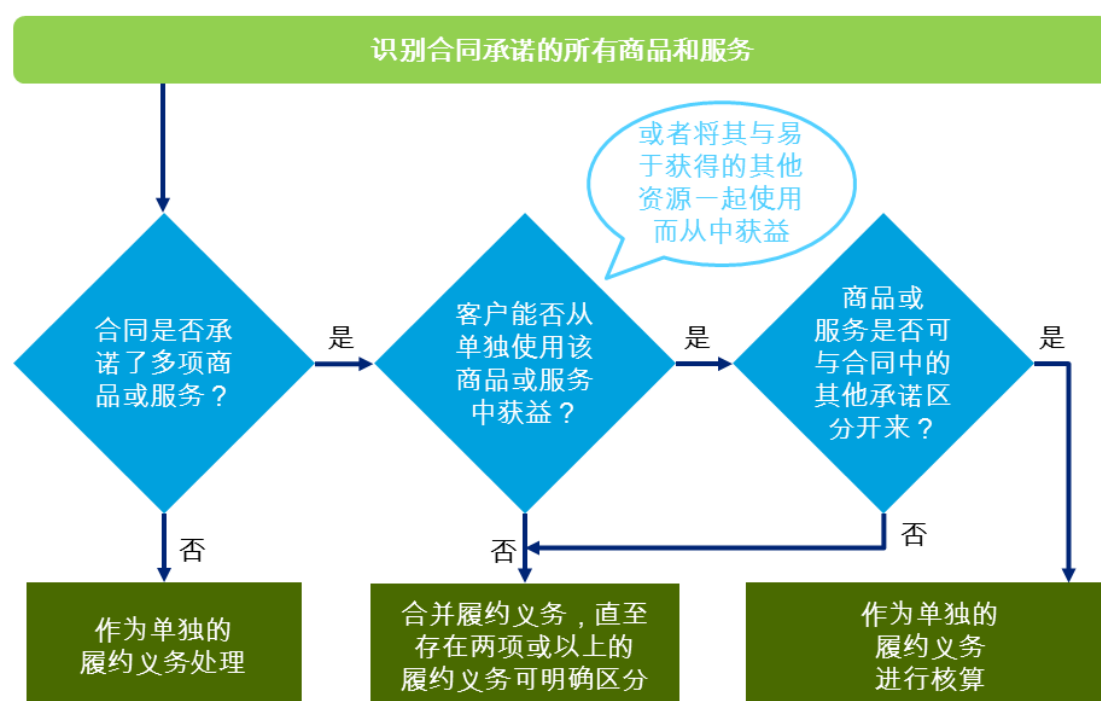 识别合同承诺的所有商品和服务
或者将其与易
于获得的其他
资源一起使用
而从中获益
合同是否承
诺了多项商
品或服务？
是
客户能否从
单独使用该
商品或服务
中获益？
是
商品或
服务是否可
与合同中的
其他承诺区
分开来？
是
否
否
否
作为单独的
履约义务处理
合并履约义务，直至
存在两项或以上的
履约义务可明确区分
作为单独的
履约义务
进行核算